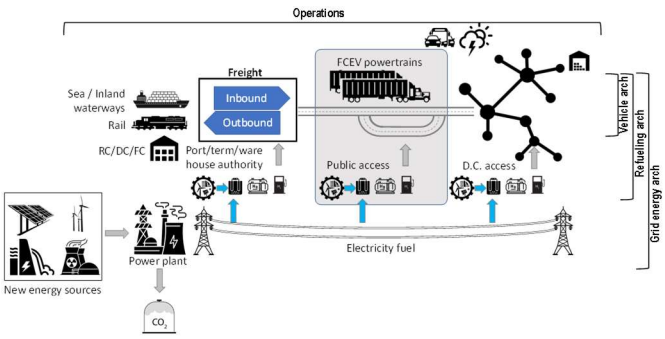 Operations
FCEV powertrains
Freight
Inbound
Outbound
Sea / Inland
waterways
Rail
RC/DC/FC
Port/term/ware
house authority
Public access
D.C. access
Vehicle arch
Refueling arch
Grid energy arch
Electricity fuel
Power plant
New energy sources
CO2